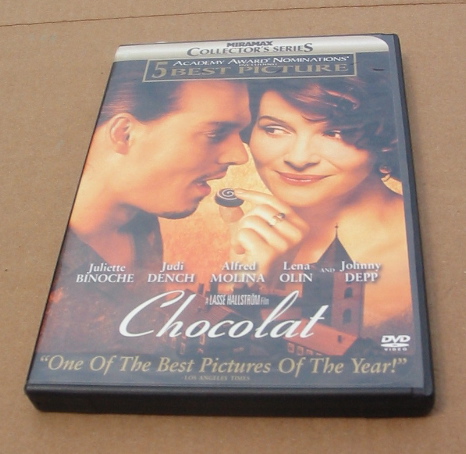 MIRAMAX
COLLECTOR'S SERIES
5 ACADEMY AWARD NOMINATIONS
INCLUDING
BEST PICTURE
Juliette BINOCHE Judi DENCH Alfred MOLINA Lena OLIN AND Johnny DEPP
A LASSE HALLSTRÖM Film
Chocolat
DVD
VIDEO
"One Of The Best Pictures Of The Year!"
LOS ANGELES TIMES